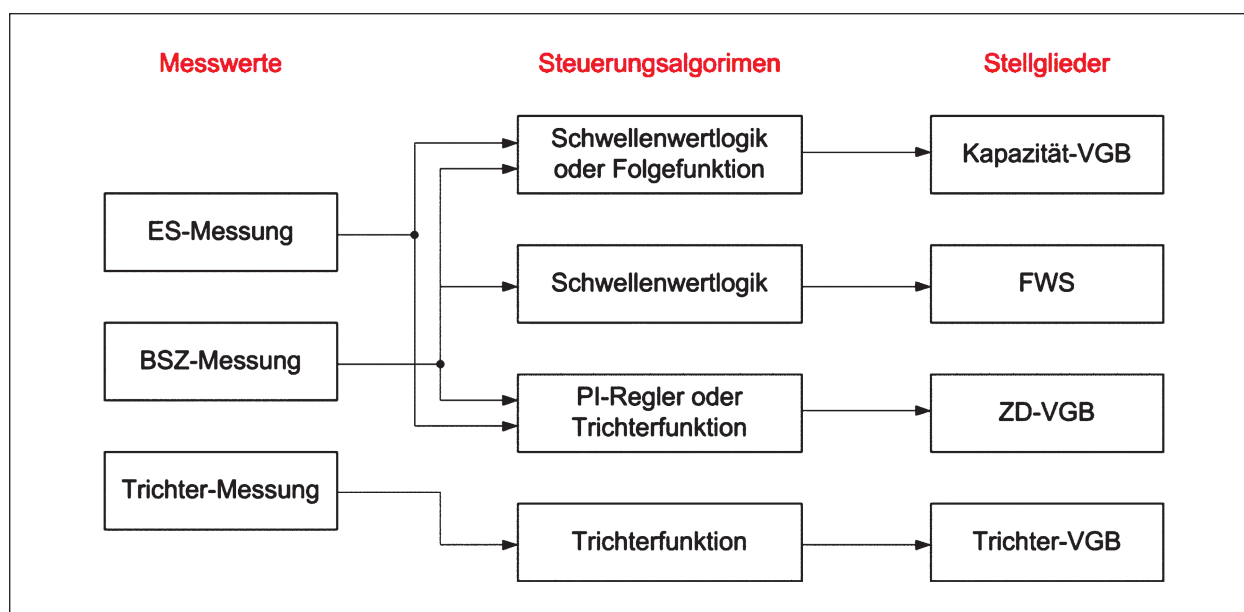 Messwerte
Steuerungsalgorimen
Stellglieder
ES-Messung
BSZ-Messung
Trichter-Messung
Schwellenwertlogik
oder Folgefunktion
Schwellenwertlogik
PI-Regler oder
Trichterfunktion
Trichterfunktion
Kapazität-VGB
FWS
ZD-VGB
Trichter-VGB